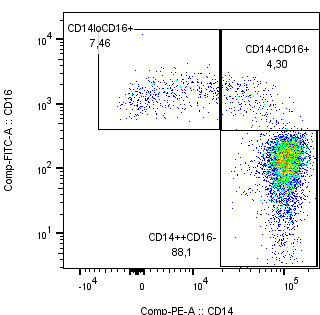 CD14loCD16+
7,46
CD14+CD16+
4,30
CD14++CD16-
88,1
Comp-FITC-A :: CD16
10^4
10^3
10^2
10^1
-10^4
0
10^4
10^5
Comp-PE-A :: CD14